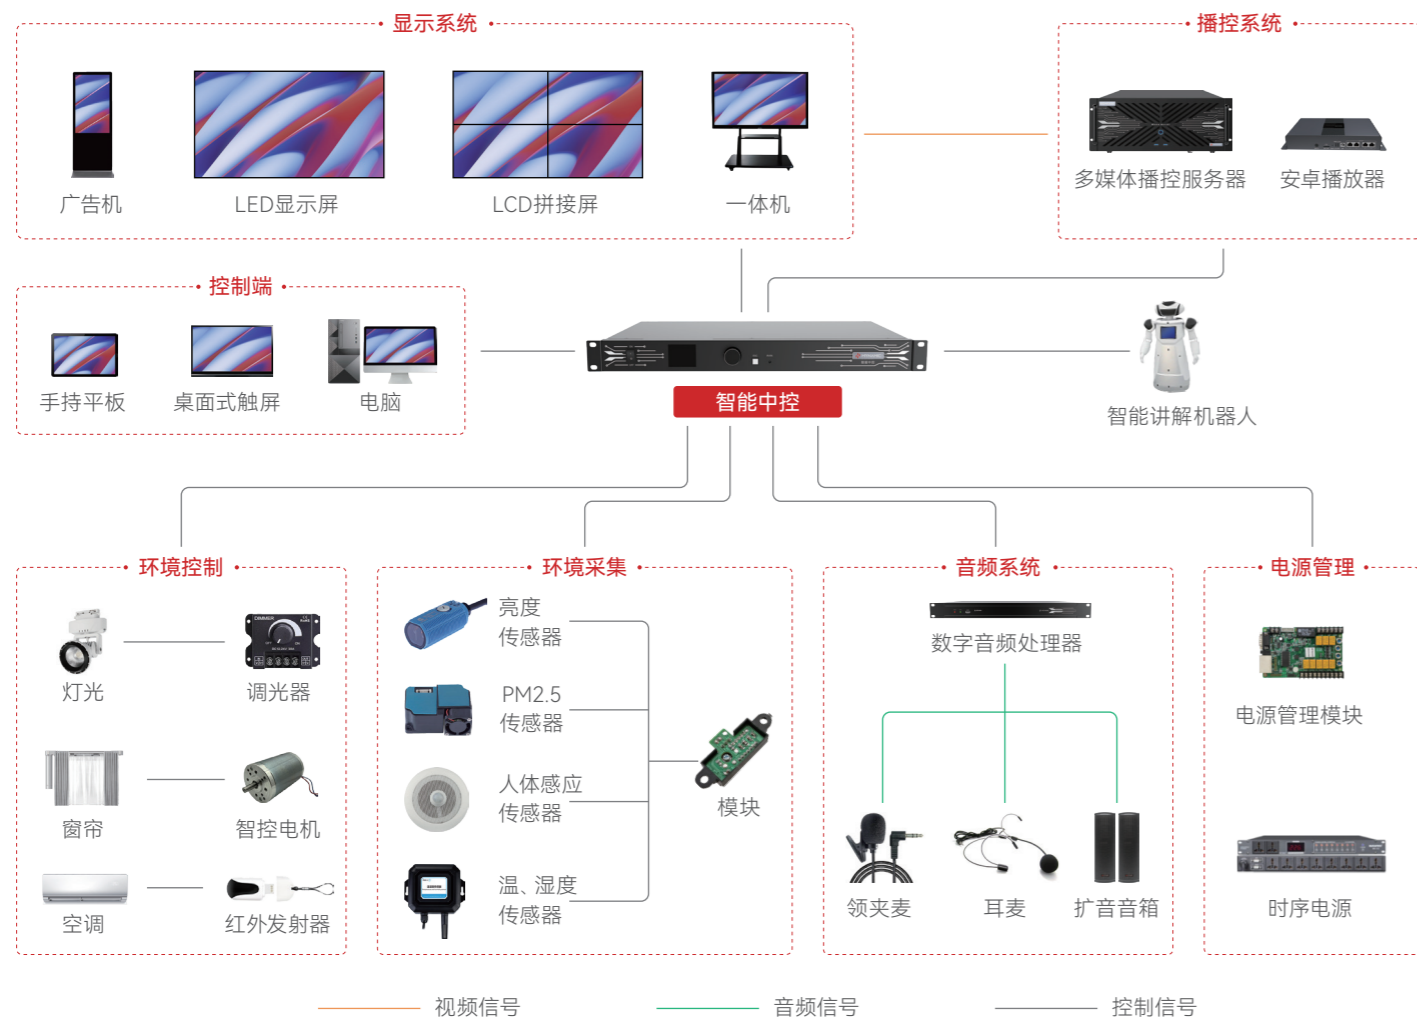 显示系统
播控系统
广告机
LED显示屏
LCD拼接屏
一体机
多媒体播控服务器
安卓播放器
控制端
手持平板
桌面式触屏
电脑
智能中控
智能讲解机器人
环境控制
环境采集
音频系统
电源管理
灯光
DIMMER
调光器
窗帘
智控电机
空调
红外发射器
亮度
传感器
PM2.5
传感器
人体感应
传感器
温、湿度
传感器
模块
数字音频处理器
领夹麦
耳麦
扩音音箱
电源管理模块
时序电源
视频信号
音频信号
控制信号